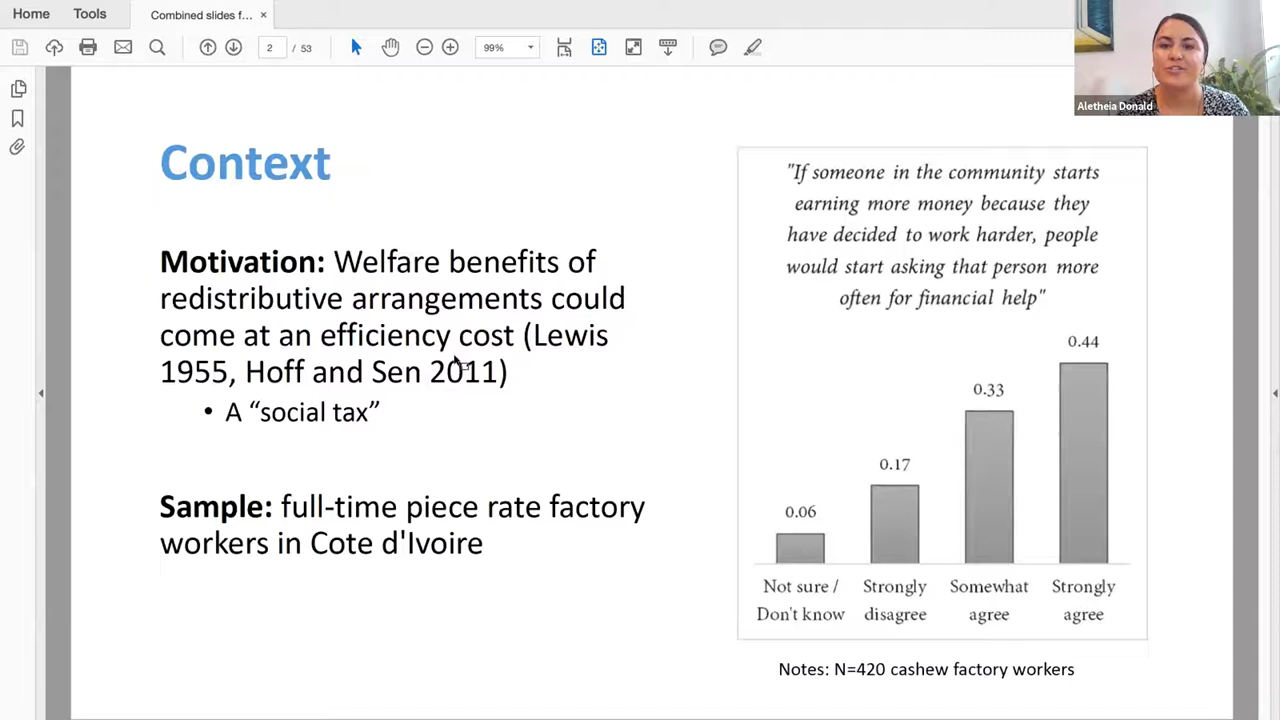 Home
Tools
Combined slides f...
×
2
/ 53
99%
Aletheia Donald
Context
Motivation: Welfare benefits of
redistributive arrangements could
come at an efficiency cost (Lewis
1955, Hoff and Sen 2011)
• A “social tax”
Sample: full-time piece rate factory
workers in Cote d'Ivoire
"If someone in the community starts
earning more money because they
have decided to work harder, people
would start asking that person more
often for financial help"
0.06
0.17
0.33
0.44
Not sure /
Don't know
Strongly
disagree
Somewhat
agree
Strongly
agree
Notes: N=420 cashew factory workers